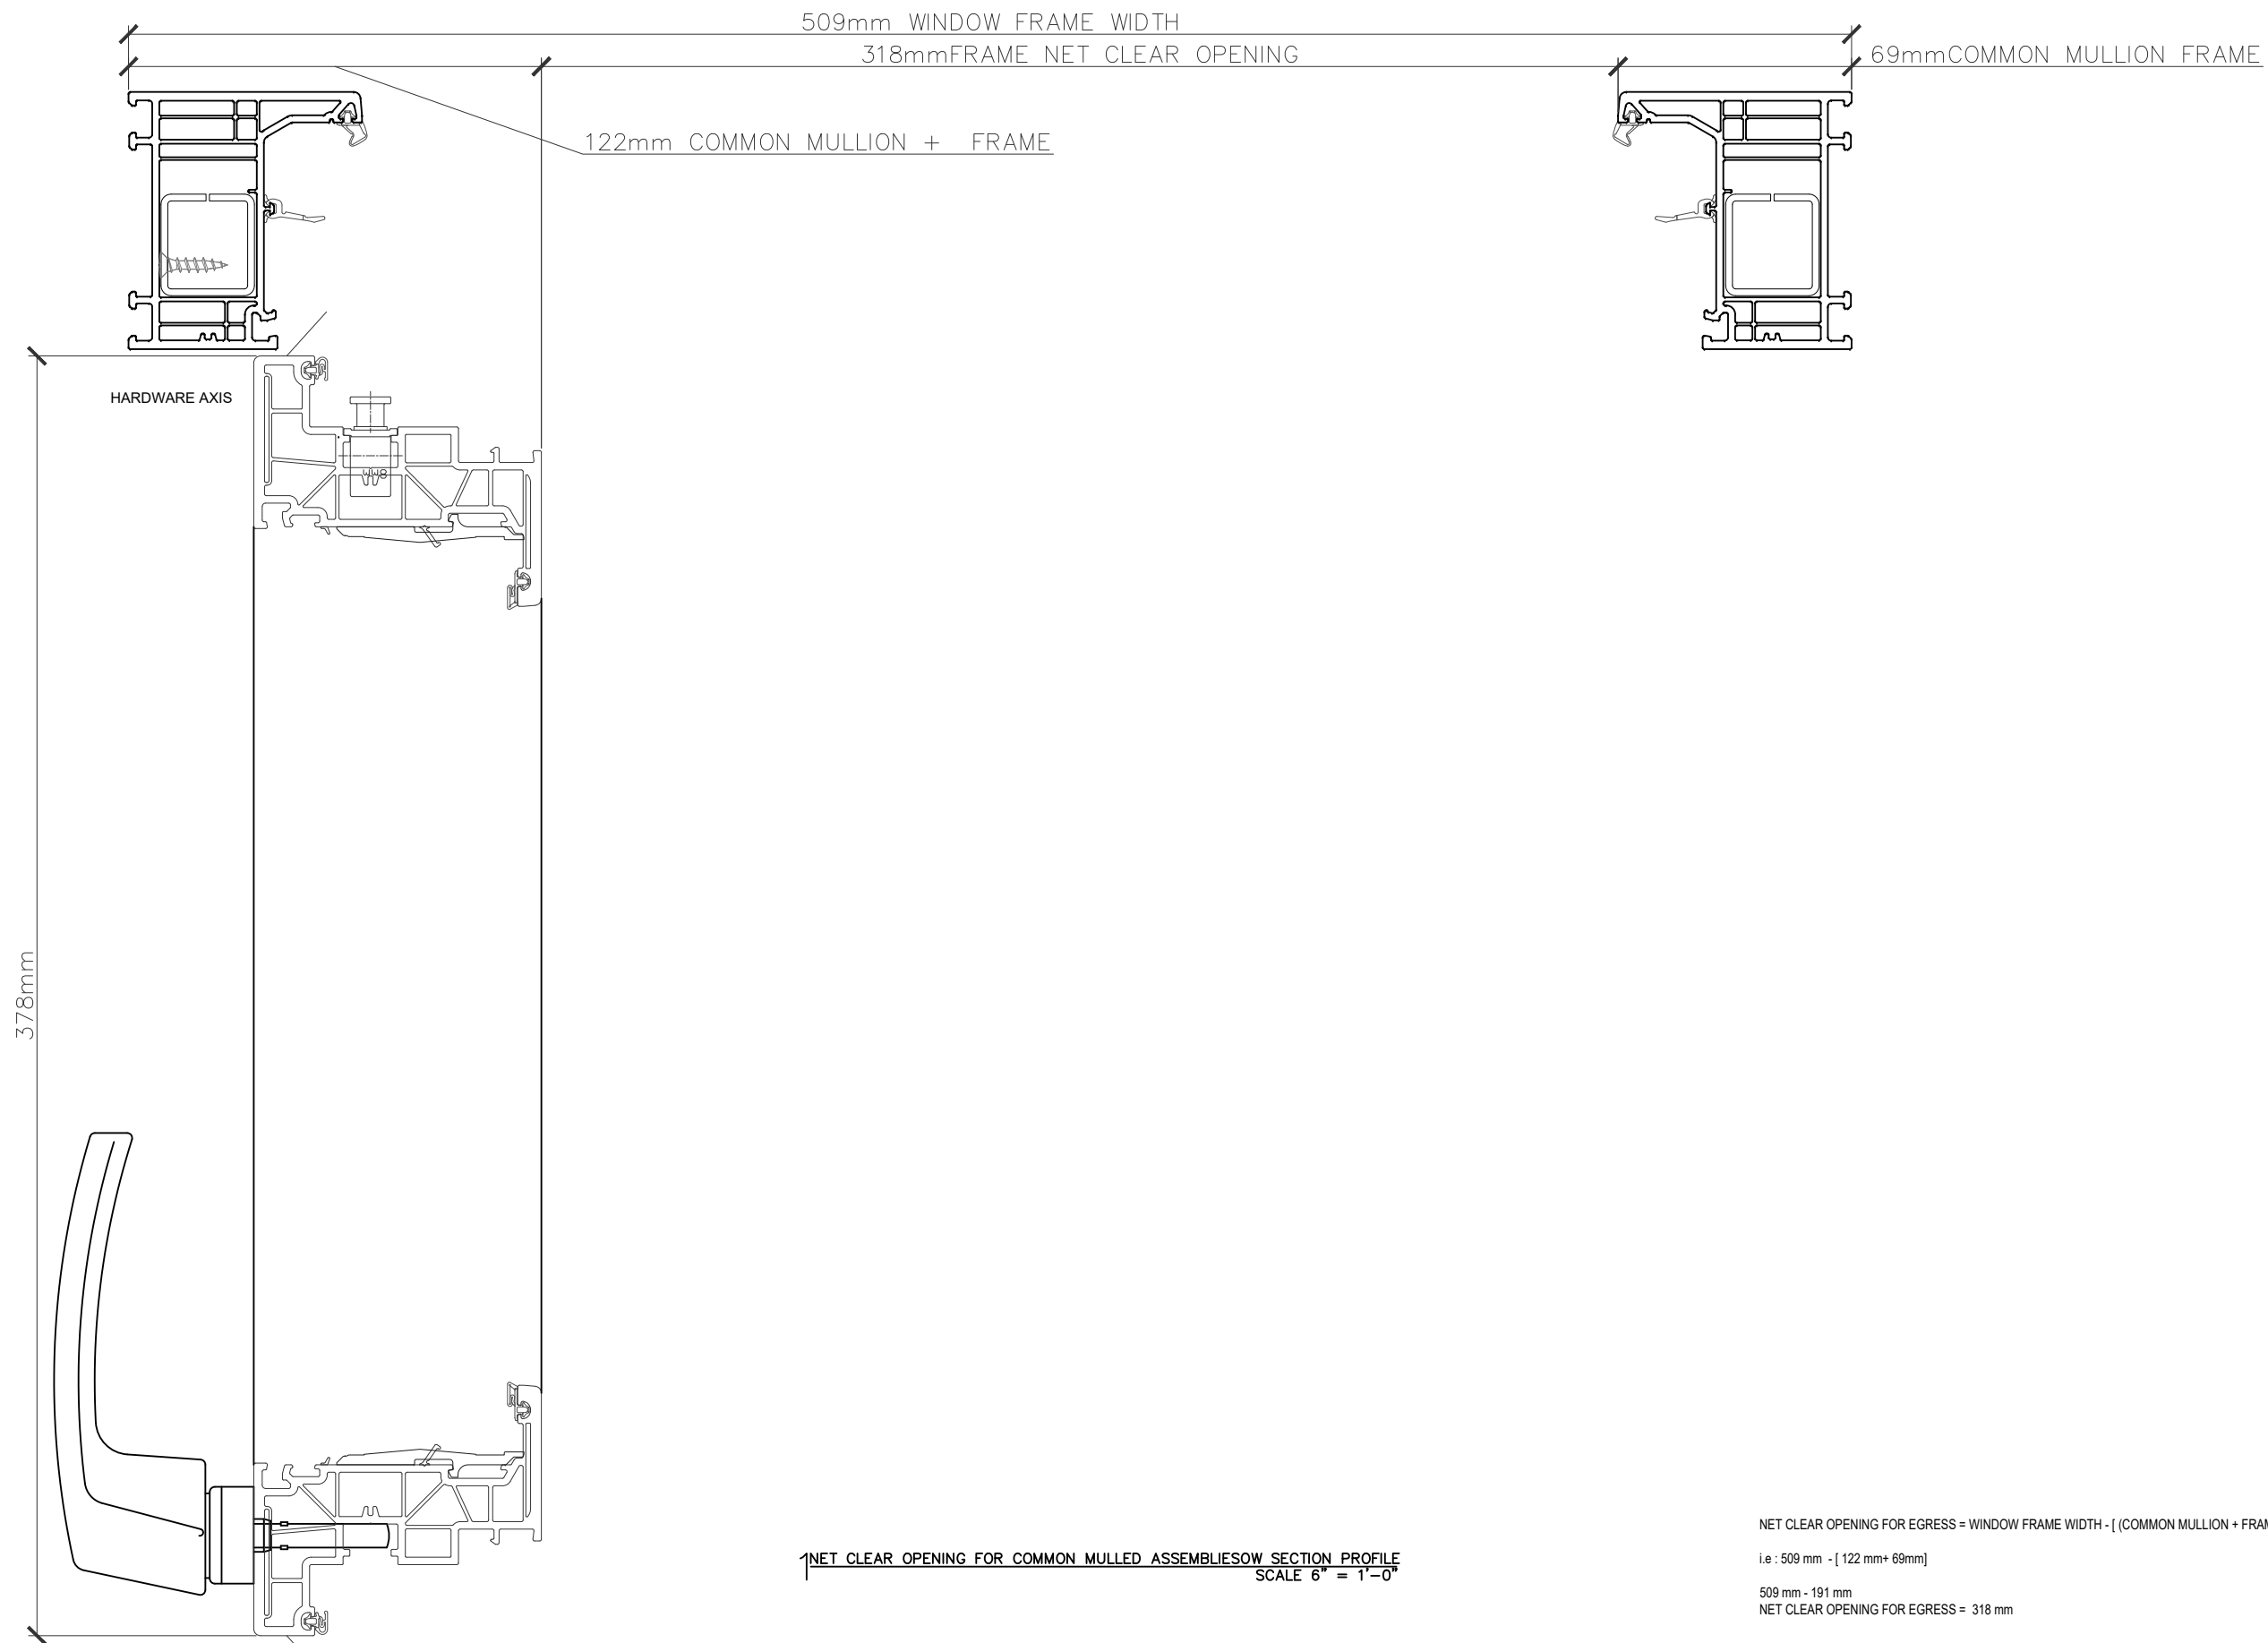 509mm WINDOW FRAME WIDTH
318mmFRAME NET CLEAR OPENING
69mmCOMMON MULLION FRAME
122mm COMMON MULLION + FRAME
HARDWARE AXIS
378mm
1NET CLEAR OPENING FOR COMMON MULLED ASSEMBLIESOW SECTION PROFILE
SCALE 6" = 1'-0"
NET CLEAR OPENING FOR EGRESS = WINDOW FRAME WIDTH - [ (COMMON MULLION + FRAM
i.e : 509 mm - [ 122 mm+ 69mm]
509 mm - 191 mm
NET CLEAR OPENING FOR EGRESS = 318 mm